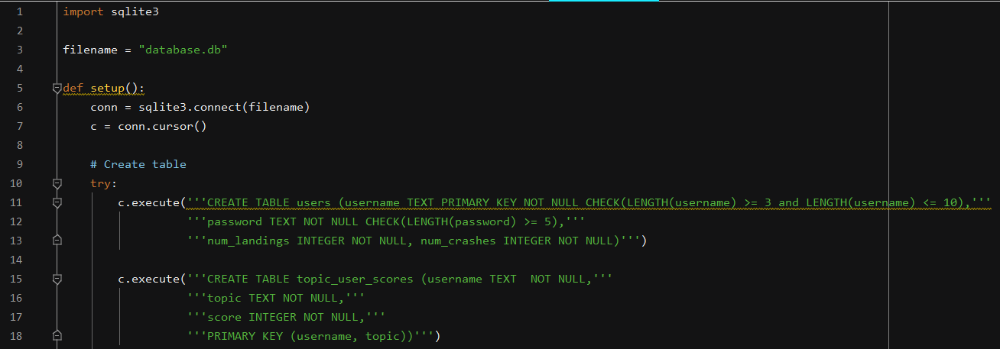 1 import sqlite3
2
3 filename = "database.db"
4
5 def setup():
6     conn = sqlite3.connect(filename)
7     c = conn.cursor()
8
9     # Create table
10     try:
11         c.execute('''CREATE TABLE users (username TEXT PRIMARY KEY NOT NULL CHECK(LENGTH(username) >= 3 and LENGTH(username) <= 10),'''
12                   '''password TEXT NOT NULL CHECK(LENGTH(password) >= 5),'''
13                   '''num_landings INTEGER NOT NULL, num_crashes INTEGER NOT NULL)''')
14
15         c.execute('''CREATE TABLE topic_user_scores (username TEXT  NOT NULL,'''
16                   '''topic TEXT NOT NULL,'''
17                   '''score INTEGER NOT NULL,'''
18                   '''PRIMARY KEY (username, topic))''')